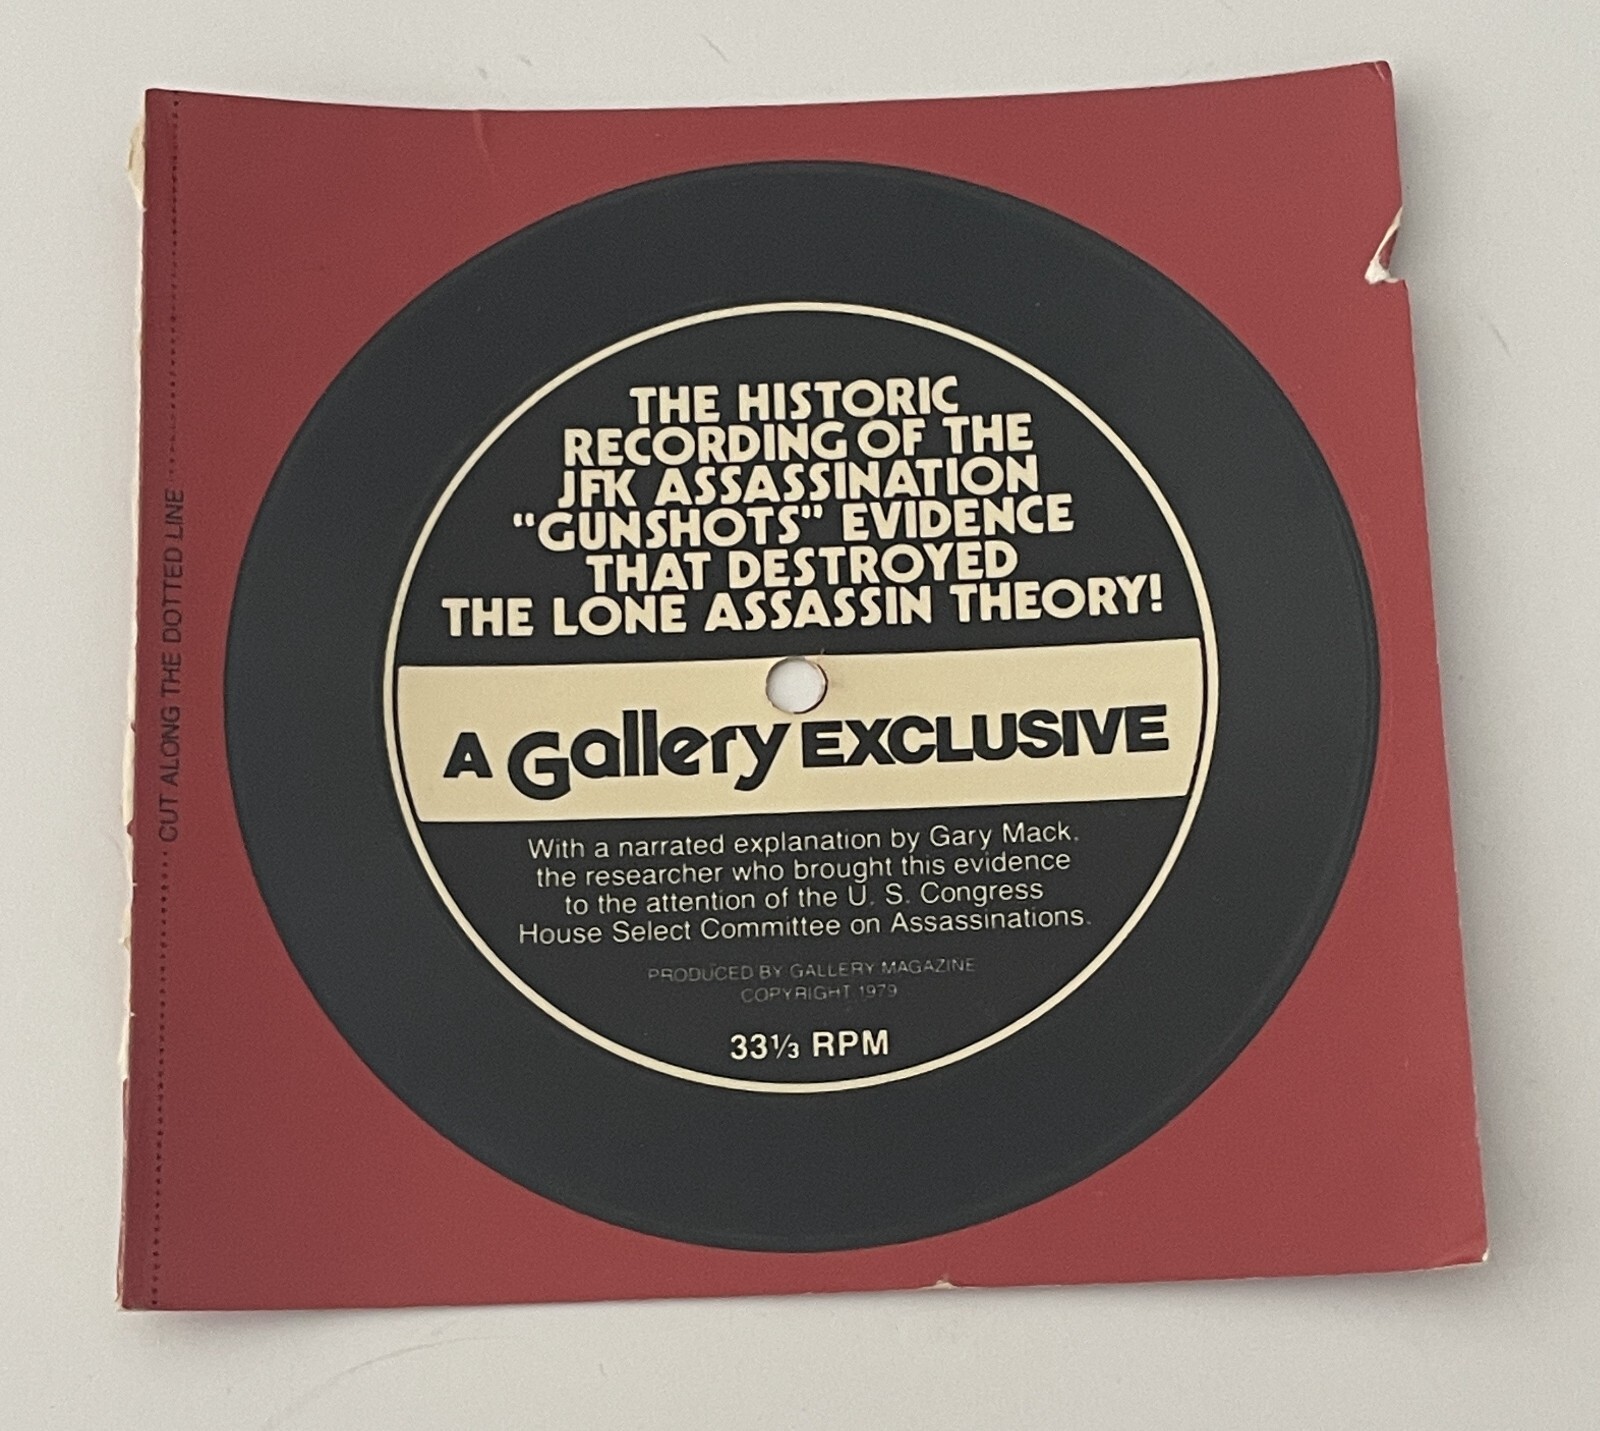 THE HISTORIC
RECORDING OF THE
JFK ASSASSINATION
"GUNSHOTS" EVIDENCE
THAT DESTROYED
THE LONE ASSASSIN THEORY!
A Gallery EXCLUSIVE
With a narrated explanation by Gary Mack,
the researcher who brought this evidence
to the attention of the U. S. Congress
House Select Committee on Assassinations.
PRODUCED BY GALLERY MAGAZINE
COPYRIGHT 1979
33⅓ RPM
CUT ALONG THE DOTTED LINE